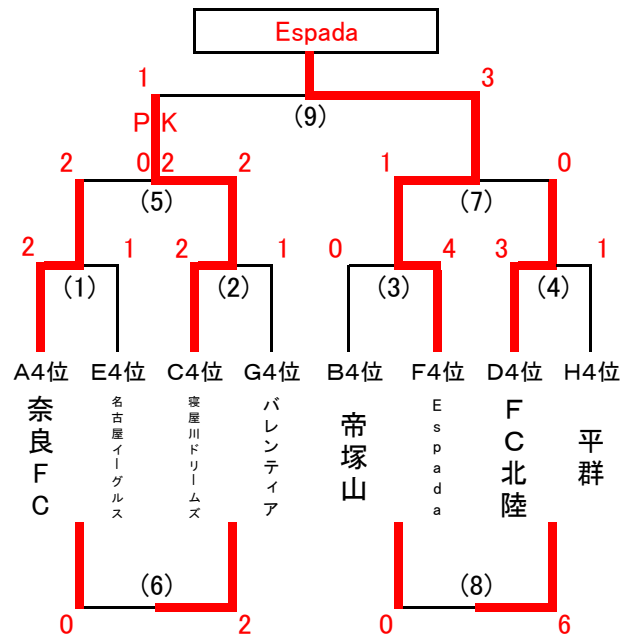 Espada
1 3
(9)
PK
2 02 2 1 0
(5) (7)
2 1 2 1 0 4 3 1
(1) (2) (3) (4)
A4位 E4位 C4位 G4位 B4位 F4位 D4位 H4位
奈良FC
名古屋イーグルス
寝屋川ドリームズ
バレンティア
帝塚山
Espada
FC北陸
平群
(6) (8)
0 2 0 6